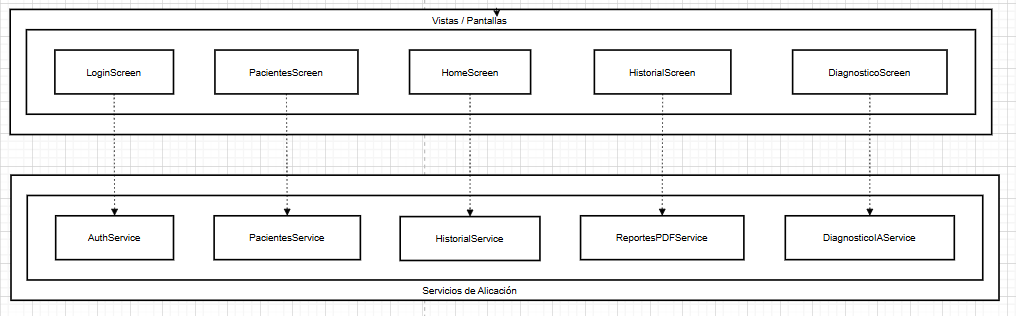 Vistas / Pantallas
LoginScreen
PacientesScreen
HomeScreen
HistorialScreen
DiagnosticoScreen
AuthService
PacientesService
HistorialService
ReportesPDFService
DiagnosticoIAService
Servicios de Alicación